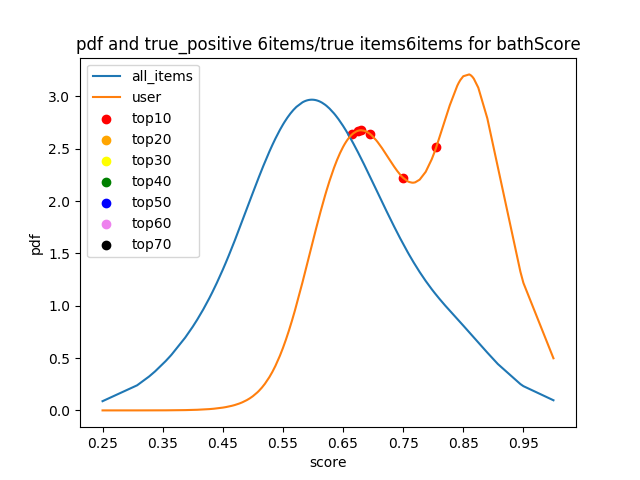 pdf and true_positive 6items/true items6items for bathScore
all_items
user
top10
top20
top30
top40
top50
top60
top70
pdf
3.0
2.5
2.0
1.5
1.0
0.5
0.0
0.25 0.35 0.45 0.55 0.65 0.75 0.85 0.95
score